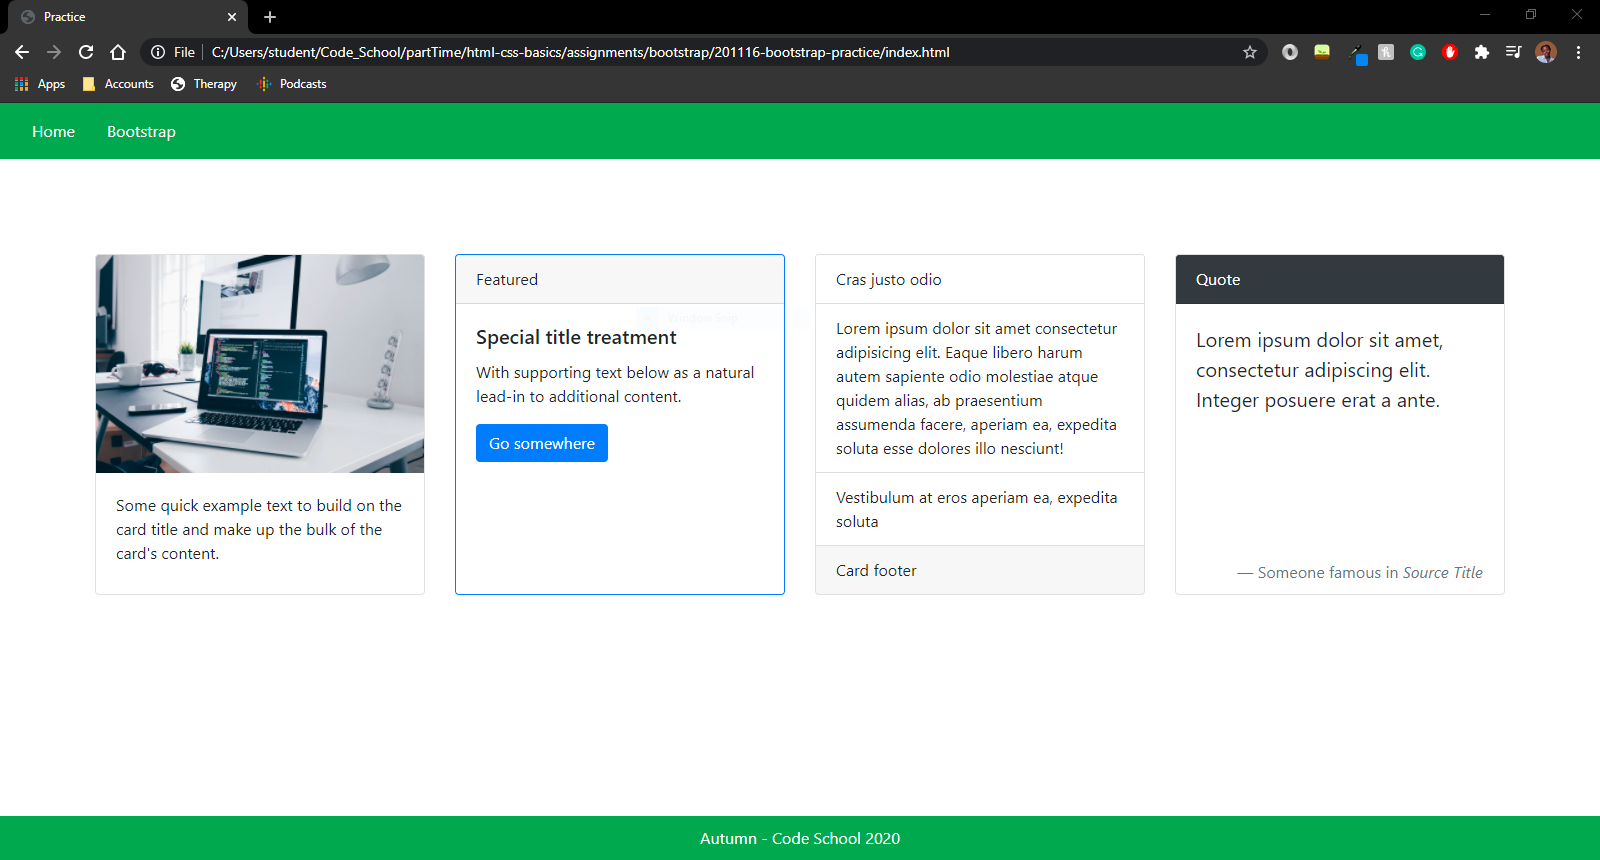 Practice
File
C:/Users/student/Code_School/partTime/html-css-basics/assignments/bootstrap/201116-bootstrap-practice/index.html
Apps
Accounts
Therapy
Podcasts
Home
Bootstrap
Featured
Special title treatment
With supporting text below as a natural
lead-in to additional content.
Go somewhere
Some quick example text to build on the
card title and make up the bulk of the
card's content.
Cras justo odio
Lorem ipsum dolor sit amet consectetur
adipisicing elit. Eaque libero harum
autem sapiente odio molestiae atque
quidem alias, ab praesentium
assumenda facere, aperiam ea, expedita
soluta esse dolores illo nesciunt!
Vestibulum at eros aperiam ea, expedita
soluta
Card footer
Quote
Lorem ipsum dolor sit amet,
consectetur adipiscing elit.
Integer posuere erat a ante.
— Someone famous in Source Title
Window Snip
Autumn - Code School 2020